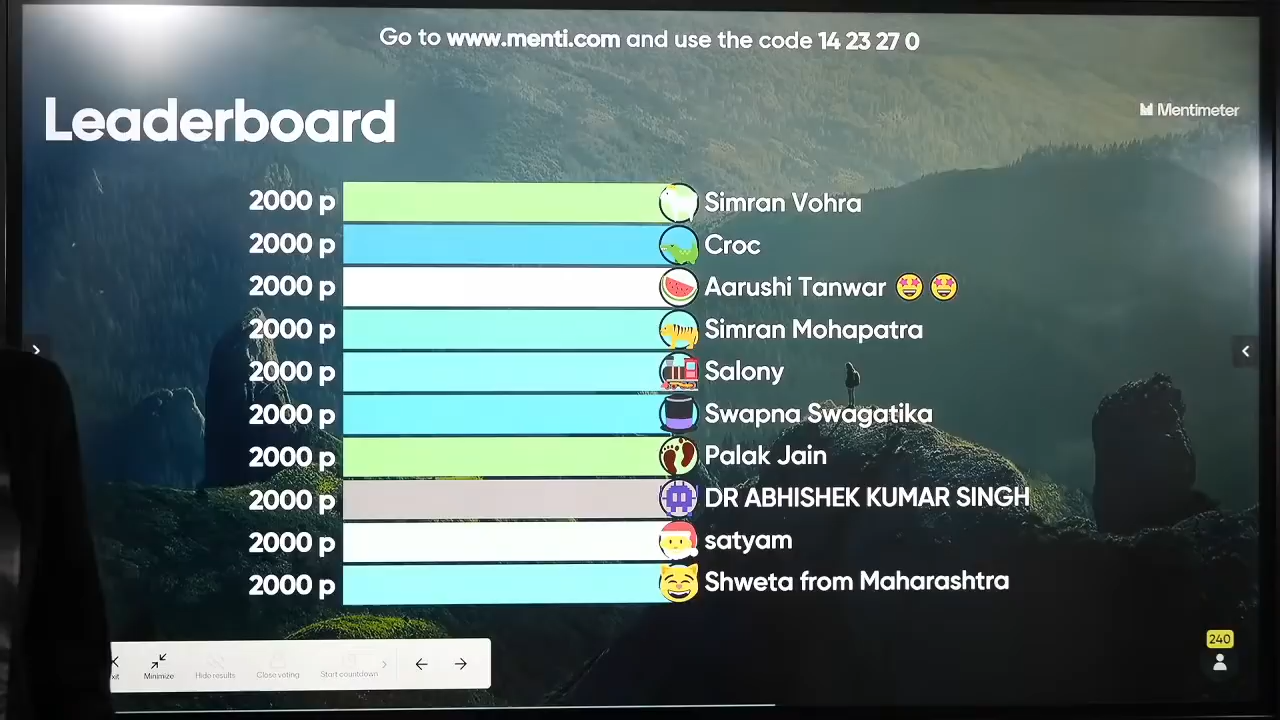 Go to www.menti.com and use the code 14 23 27 0
Leaderboard
Mentimeter
2000 p Simran Vohra
2000 p Croc
2000 p Aarushi Tanwar 🤩 🤩
2000 p Simran Mohapatra
2000 p Salony
2000 p Swapna Swagatika
2000 p Palak Jain
2000 p DR ABHISHEK KUMAR SINGH
2000 p satyam
2000 p Shweta from Maharashtra
240
xit Minimize Hide results Close voting Start countdown